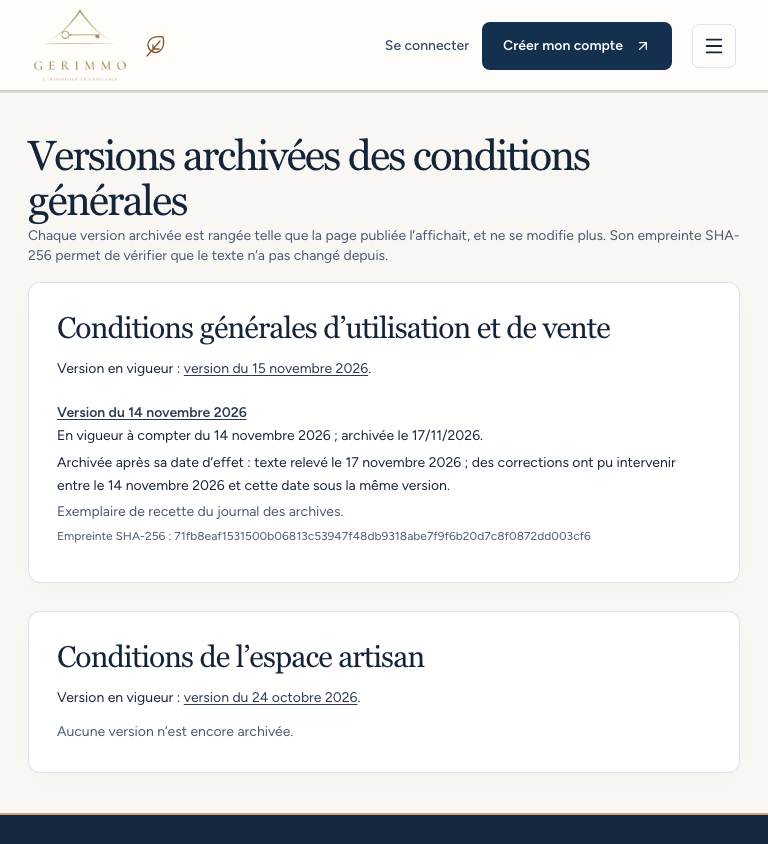 GERIMMO
Se connecter
Créer mon compte
Versions archivées des conditions
générales
Chaque version archivée est rangée telle que la page publiée l’affichait, et ne se modifie plus. Son empreinte SHA-
256 permet de vérifier que le texte n’a pas changé depuis.
Conditions générales d’utilisation et de vente
Version en vigueur : version du 15 novembre 2026.
Version du 14 novembre 2026
En vigueur à compter du 14 novembre 2026 ; archivée le 17/11/2026.
Archivée après sa date d’effet : texte relevé le 17 novembre 2026 ; des corrections ont pu intervenir
entre le 14 novembre 2026 et cette date sous la même version.
Exemplaire de recette du journal des archives.
Empreinte SHA-256 : 71fb8eaf1531500b06813c53947f48db9318abe7f9f6b20d7c8f0872dd003cf6
Conditions de l’espace artisan
Version en vigueur : version du 24 octobre 2026.
Aucune version n’est encore archivée.